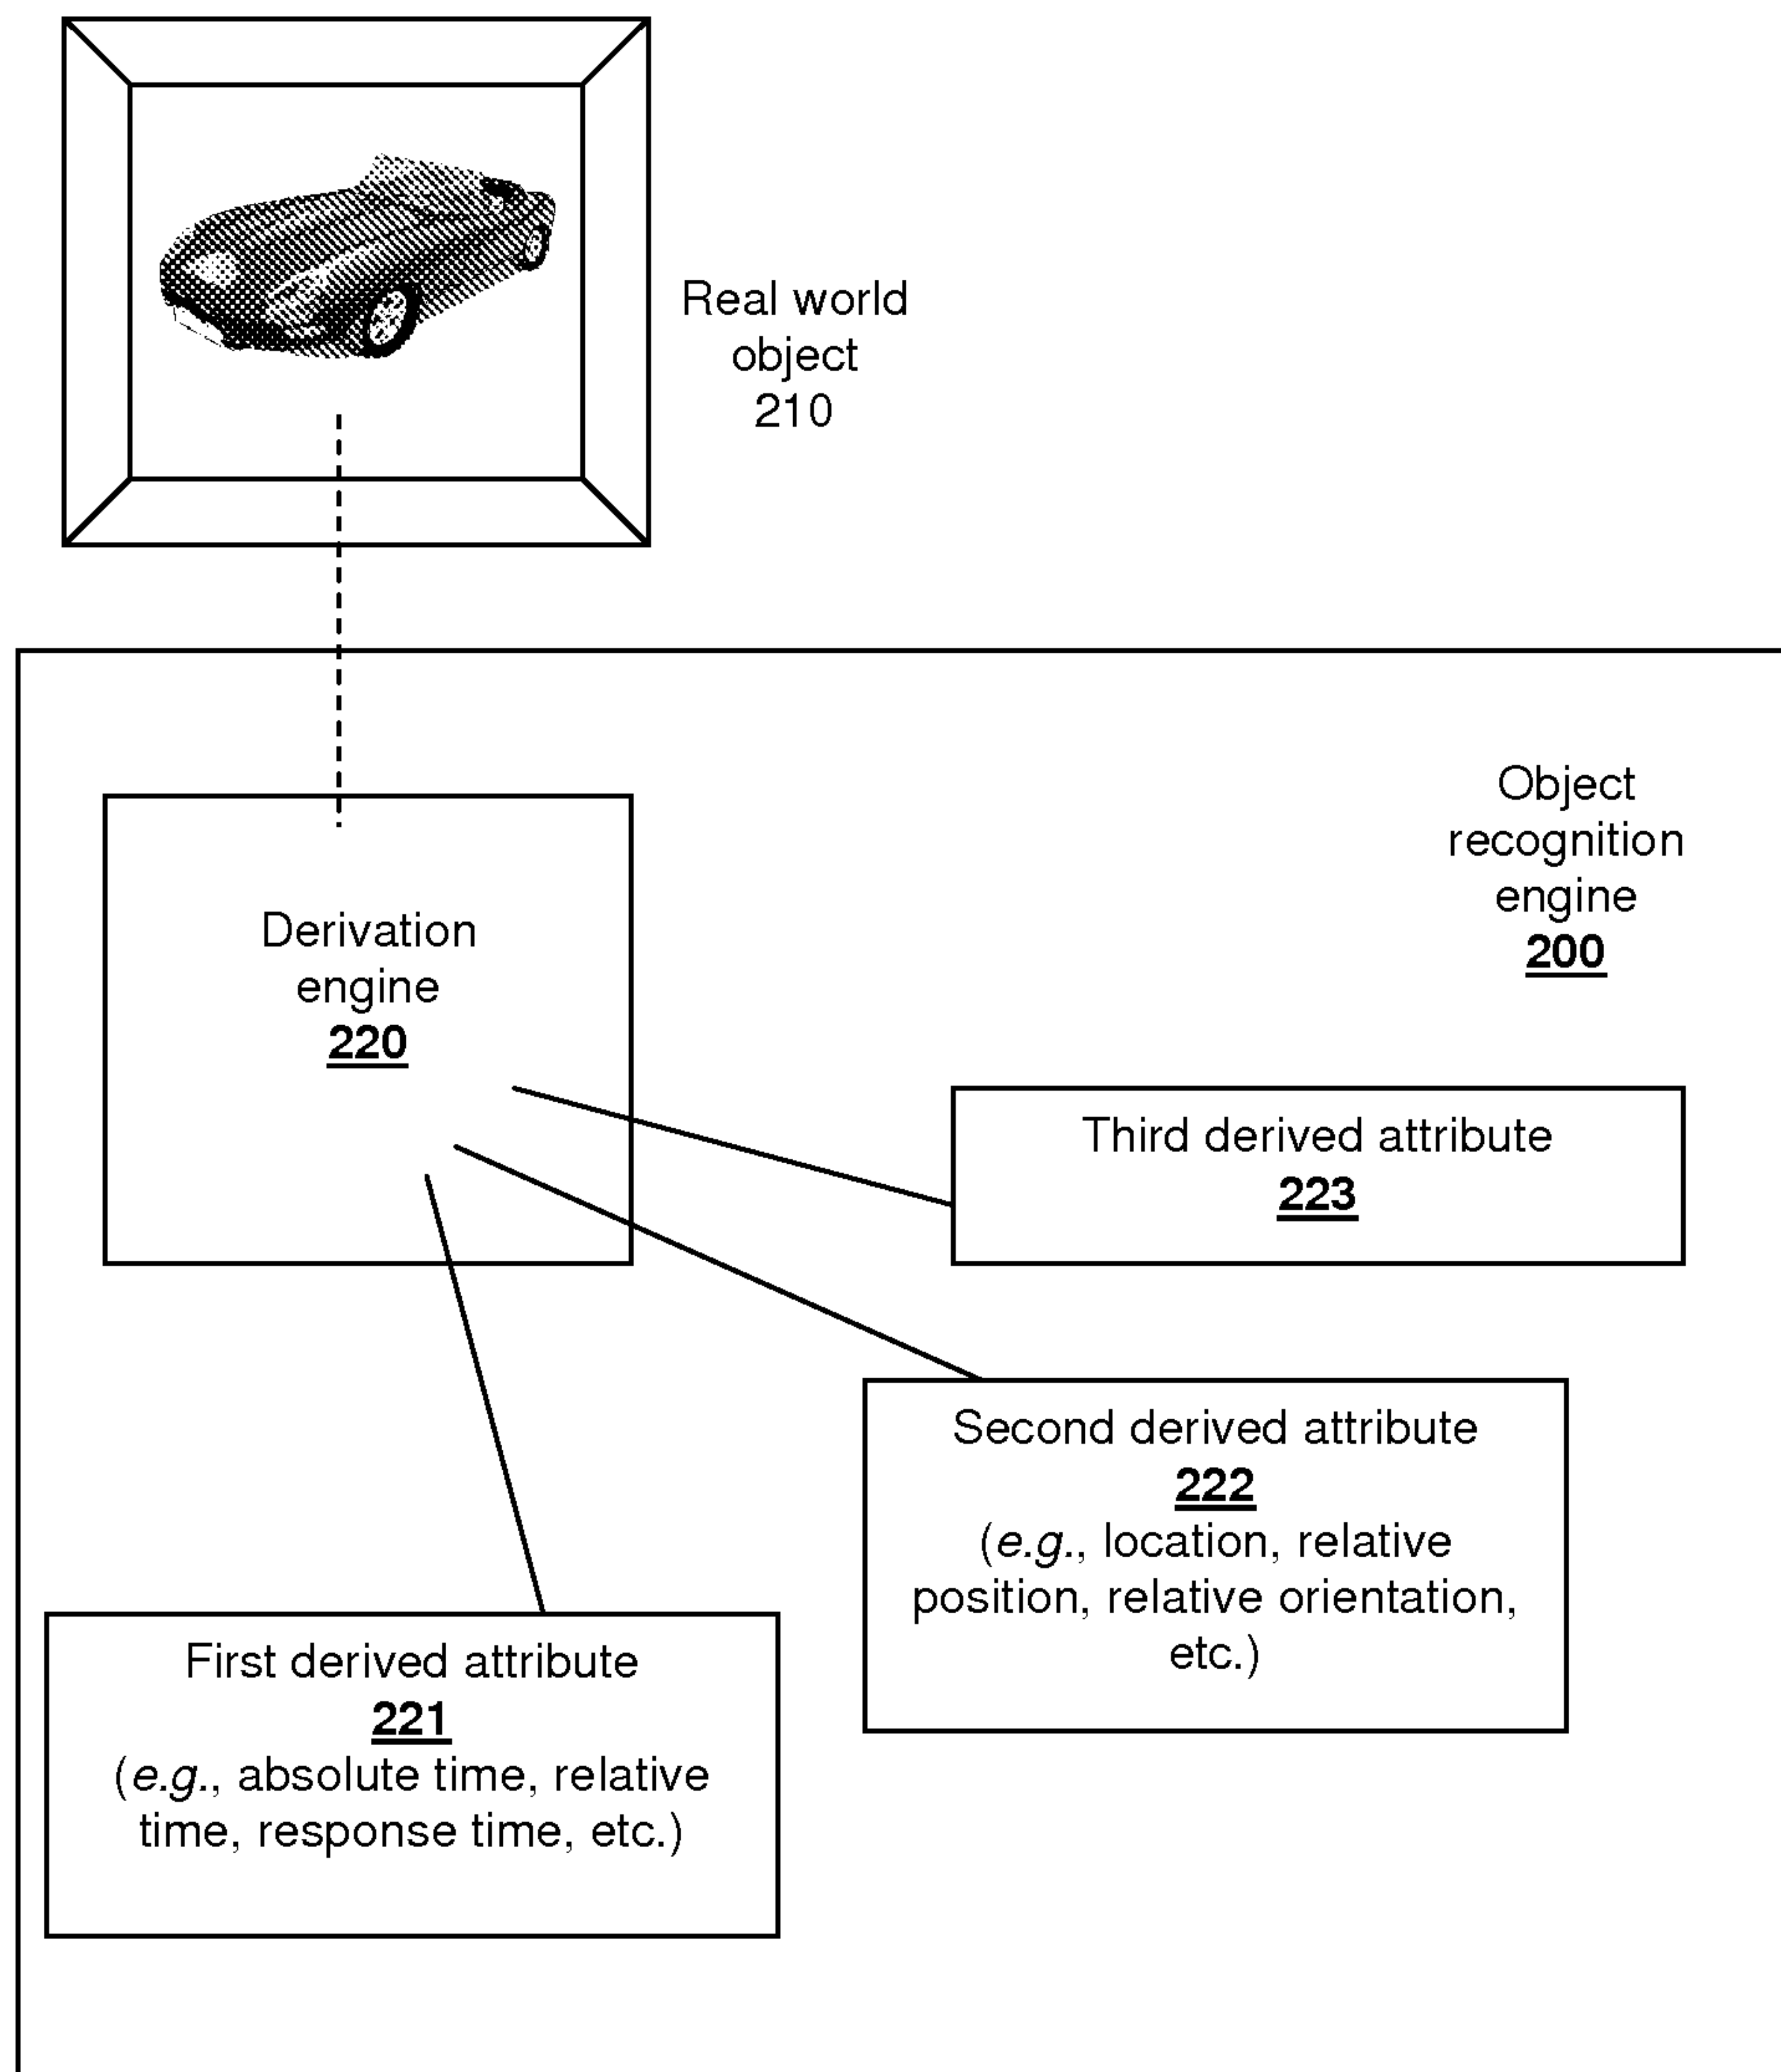 Real world
object
210
Object
recognition
engine
200
Derivation
engine
220
Third derived attribute
223
Second derived attribute
222
(e.g., location, relative
position, relative orientation,
etc.)
First derived attribute
221
(e.g., absolute time, relative
time, response time, etc.)